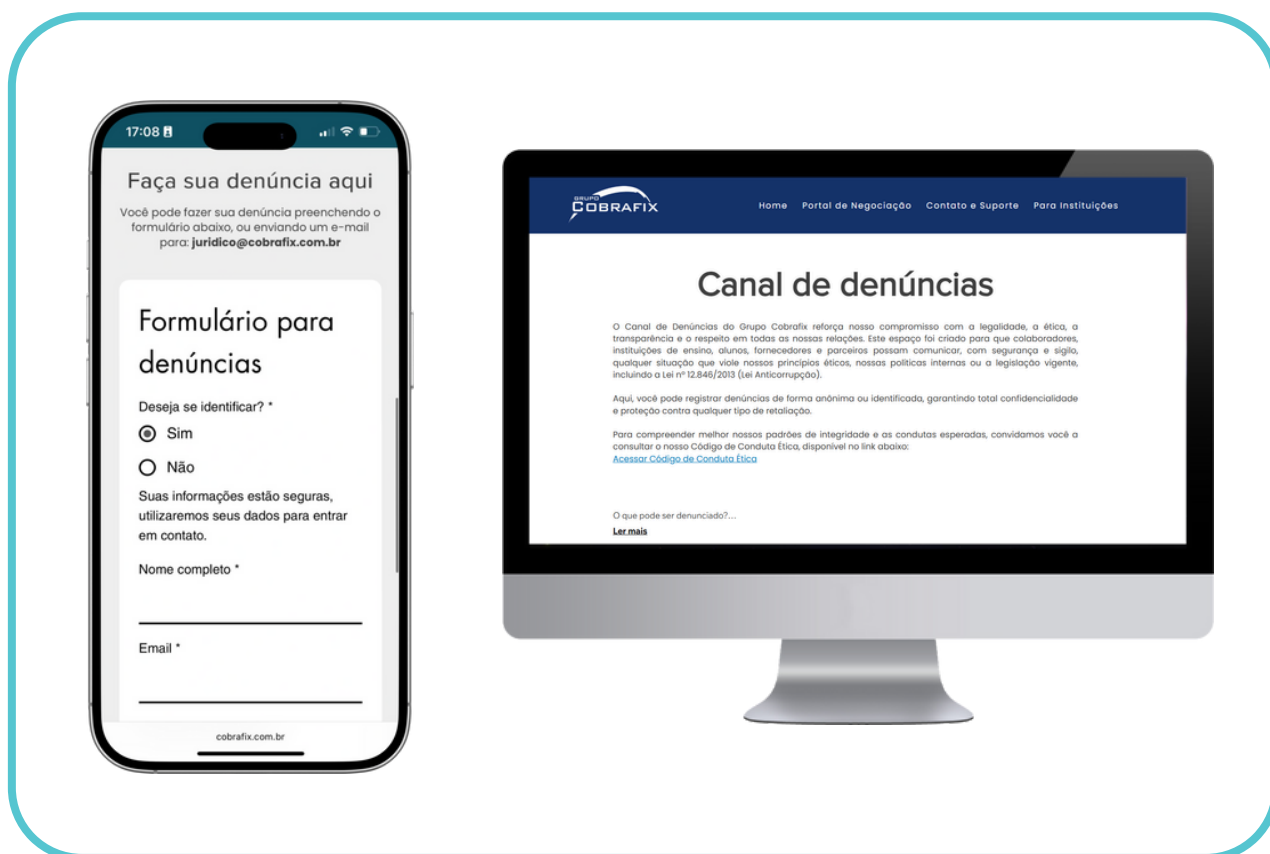 17:08
Faça sua denúncia aqui
Você pode fazer sua denúncia preenchendo o
formulário abaixo, ou enviando um e-mail
para: juridico@cobrafix.com.br
Formulário para
denúncias
Deseja se identificar? *
Sim
Não
Suas informações estão seguras,
utilizaremos seus dados para entrar
em contato.
Nome completo *
Email *
cobrafix.com.br
GRUPO
COBRAFIX
Home Portal de Negociação Contato e Suporte Para Instituições
Canal de denúncias
O Canal de Denúncias do Grupo Cobrafix reforça nosso compromisso com a legalidade, a ética, a
transparência e o respeito em todas as nossas relações. Este espaço foi criado para que colaboradores,
instituições de ensino, alunos, fornecedores e parceiros possam comunicar, com segurança e sigilo,
qualquer situação que viole nossos princípios éticos, nossas políticas internas ou a legislação vigente,
incluindo a Lei nº 12.846/2013 (Lei Anticorrupção).
Aqui, você pode registrar denúncias de forma anônima ou identificada, garantindo total confidencialidade
e proteção contra qualquer tipo de retaliação.
Para compreender melhor nossos padrões de integridade e as condutas esperadas, convidamos você a
consultar o nosso Código de Conduta Ética, disponível no link abaixo:
Acessar Código de Conduta Ética
O que pode ser denunciado?...
Ler mais